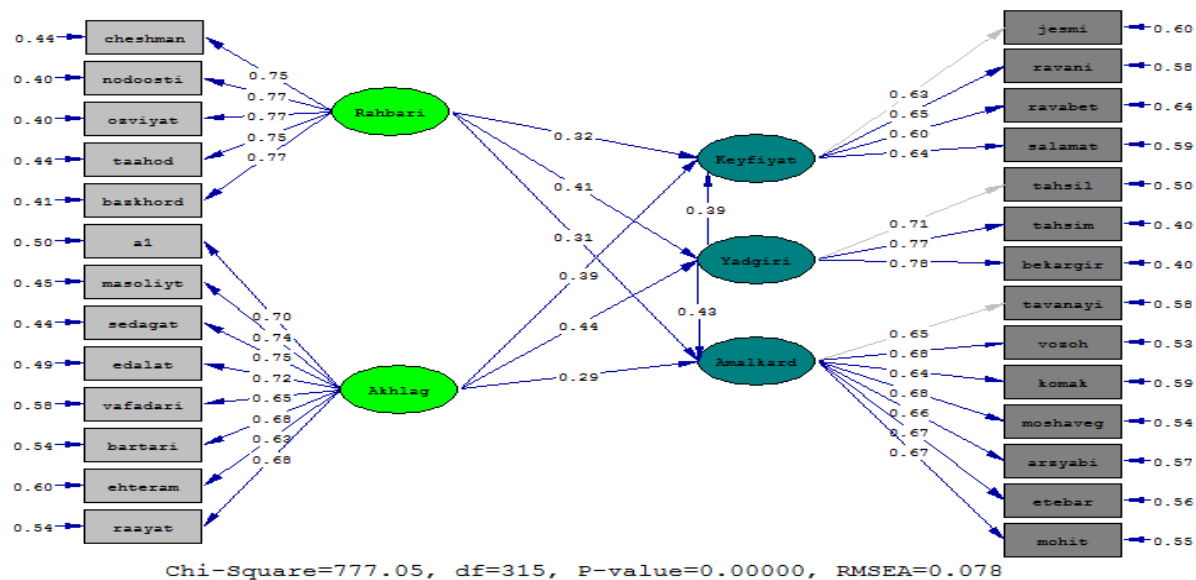 0.44 cheshman
0.40 nodoosti
0.40 ozviyat
0.44 taahod
0.41 bazkhord
0.50 a1
0.45 masoliyt
0.44 sedagat
0.49 edalat
0.58 vafadari
0.54 bartari
0.60 ehteram
0.54 raayat
0.75
0.77
0.77
0.75
0.77
Rahbari
0.70
0.74
0.75
0.72
0.65
0.68
0.63
0.68
Akhlag
0.32
0.41
0.31
0.39
0.44
0.29
Keyfiyat
0.39
Yadgiri
0.43
Amalkard
0.63
0.65
0.60
0.64
0.71
0.77
0.78
0.65
0.68
0.64
0.68
0.66
0.67
0.67
jesmi 0.60
ravani 0.58
ravabet 0.64
salamat 0.59
tahsil 0.50
tahsim 0.40
bekargir 0.40
tavanayi 0.58
vozoh 0.53
komak 0.59
moshaveg 0.54
arzyabi 0.57
etebar 0.56
mohit 0.55
Chi-Square=777.05, df=315, P-value=0.00000, RMSEA=0.078